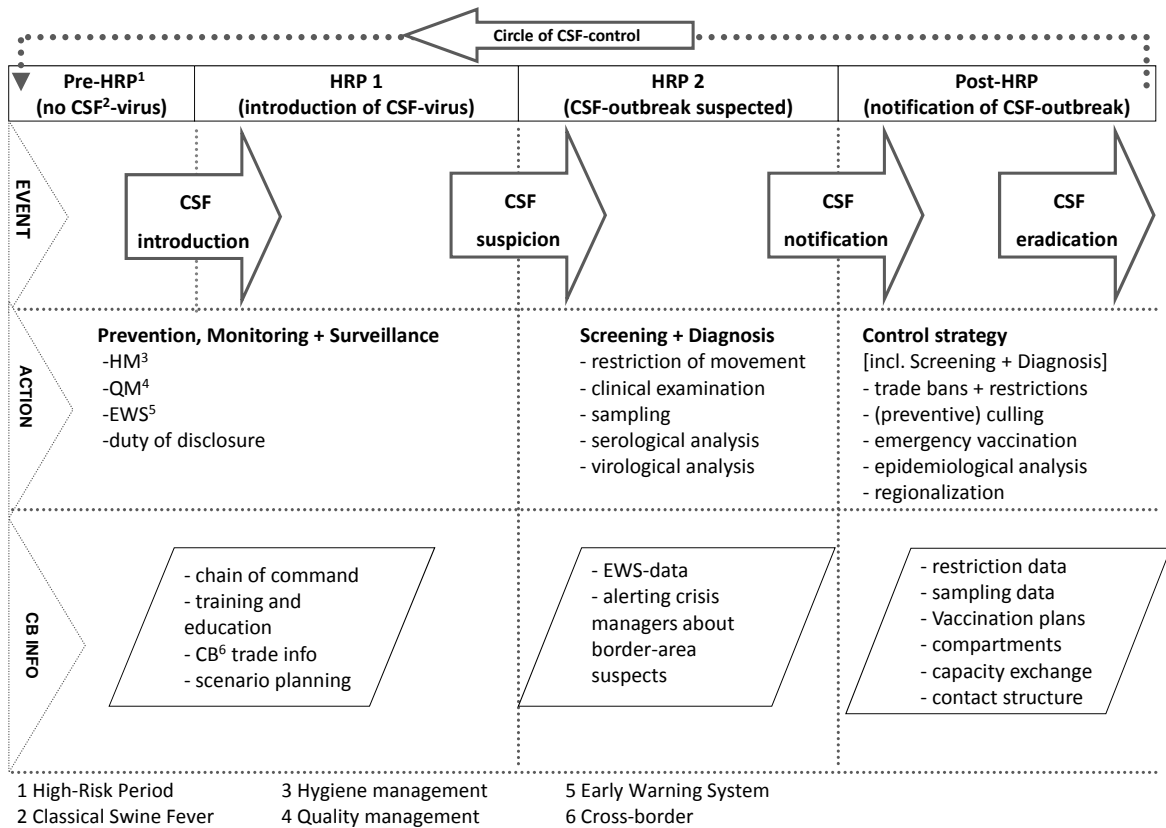 Circle of CSF-control
Pre-HRP¹
(no CSF²-virus)
HRP 1
(introduction of CSF-virus)
HRP 2
(CSF-outbreak suspected)
Post-HRP
(notification of CSF-outbreak)
EVENT
CSF
introduction
CSF
suspicion
CSF
notification
CSF
eradication
ACTION
Prevention, Monitoring + Surveillance
-HM³
-QM⁴
-EWS⁵
-duty of disclosure
Screening + Diagnosis
- restriction of movement
- clinical examination
- sampling
- serological analysis
- virological analysis
Control strategy
[incl. Screening + Diagnosis]
- trade bans + restrictions
- (preventive) culling
- emergency vaccination
- epidemiological analysis
- regionalization
CB INFO
- chain of command
- training and
education
- CB⁶ trade info
- scenario planning
- EWS-data
- alerting crisis
managers about
border-area
suspects
- restriction data
- sampling data
- Vaccination plans
- compartments
- capacity exchange
- contact structure
1 High-Risk Period
2 Classical Swine Fever
3 Hygiene management
4 Quality management
5 Early Warning System
6 Cross-border